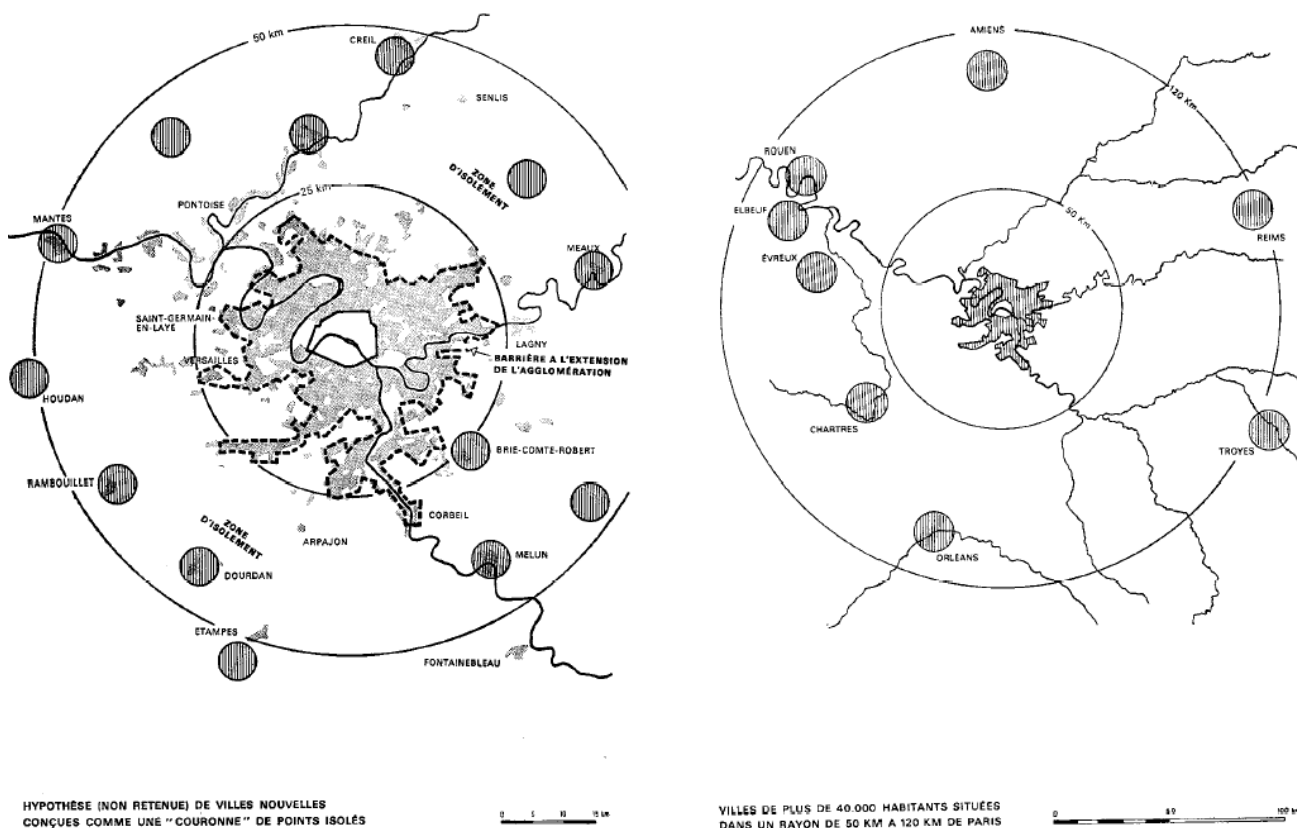 50 km
CREIL
SENLIS
ZONE
D'ISOLEMENT
25 km
PONTOISE
MANTES
MEAUX
SAINT-GERMAIN-
EN-LAYE
LAGNY
VERSAILLES
BARRIÈRE A L'EXTENSION
DE L'AGGLOMÉRATION
HOUDAN
BRIE-COMTE-ROBERT
RAMBOUILLET
CORBEIL
ZONE
D'ISOLEMENT
ARPAJON
MELUN
DOURDAN
ETAMPES
FONTAINEBLEAU
HYPOTHÈSE (NON RETENUE) DE VILLES NOUVELLES
CONÇUES COMME UNE "COURONNE" DE POINTS ISOLÉS
0 5 10 15 km
AMIENS
120 Km
ROUEN
ELBEUF
50 Km
REIMS
ÉVREUX
CHARTRES
TROYES
ORLÉANS
VILLES DE PLUS DE 40.000 HABITANTS SITUÉES
DANS UN RAYON DE 50 KM A 120 KM DE PARIS
0 50 100 km